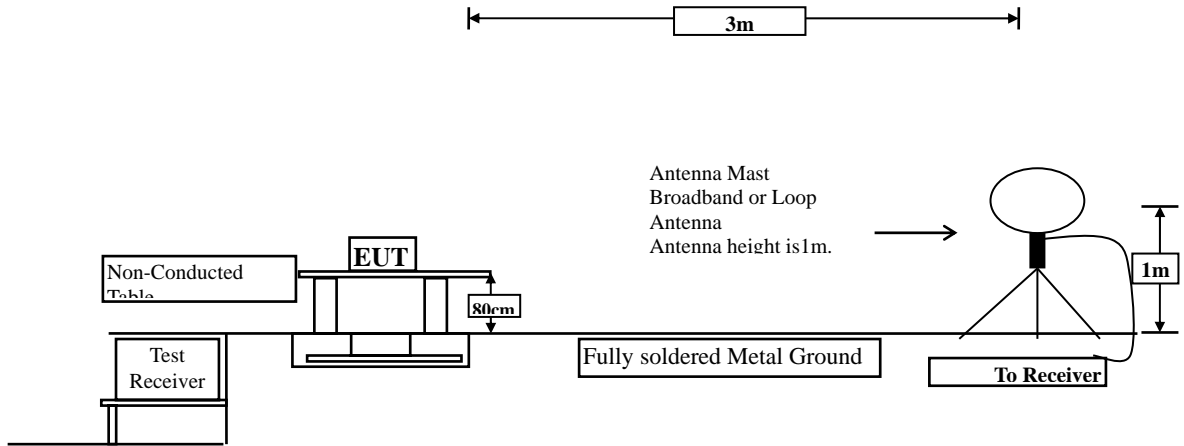 3m
Antenna Mast
Broadband or Loop
Antenna
Antenna height is1m.
EUT
Non-Conducted
Table
80cm
1m
Test
Receiver
Fully soldered Metal Ground
To Receiver